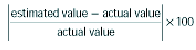 estimated value − actual value
actual value
× 100